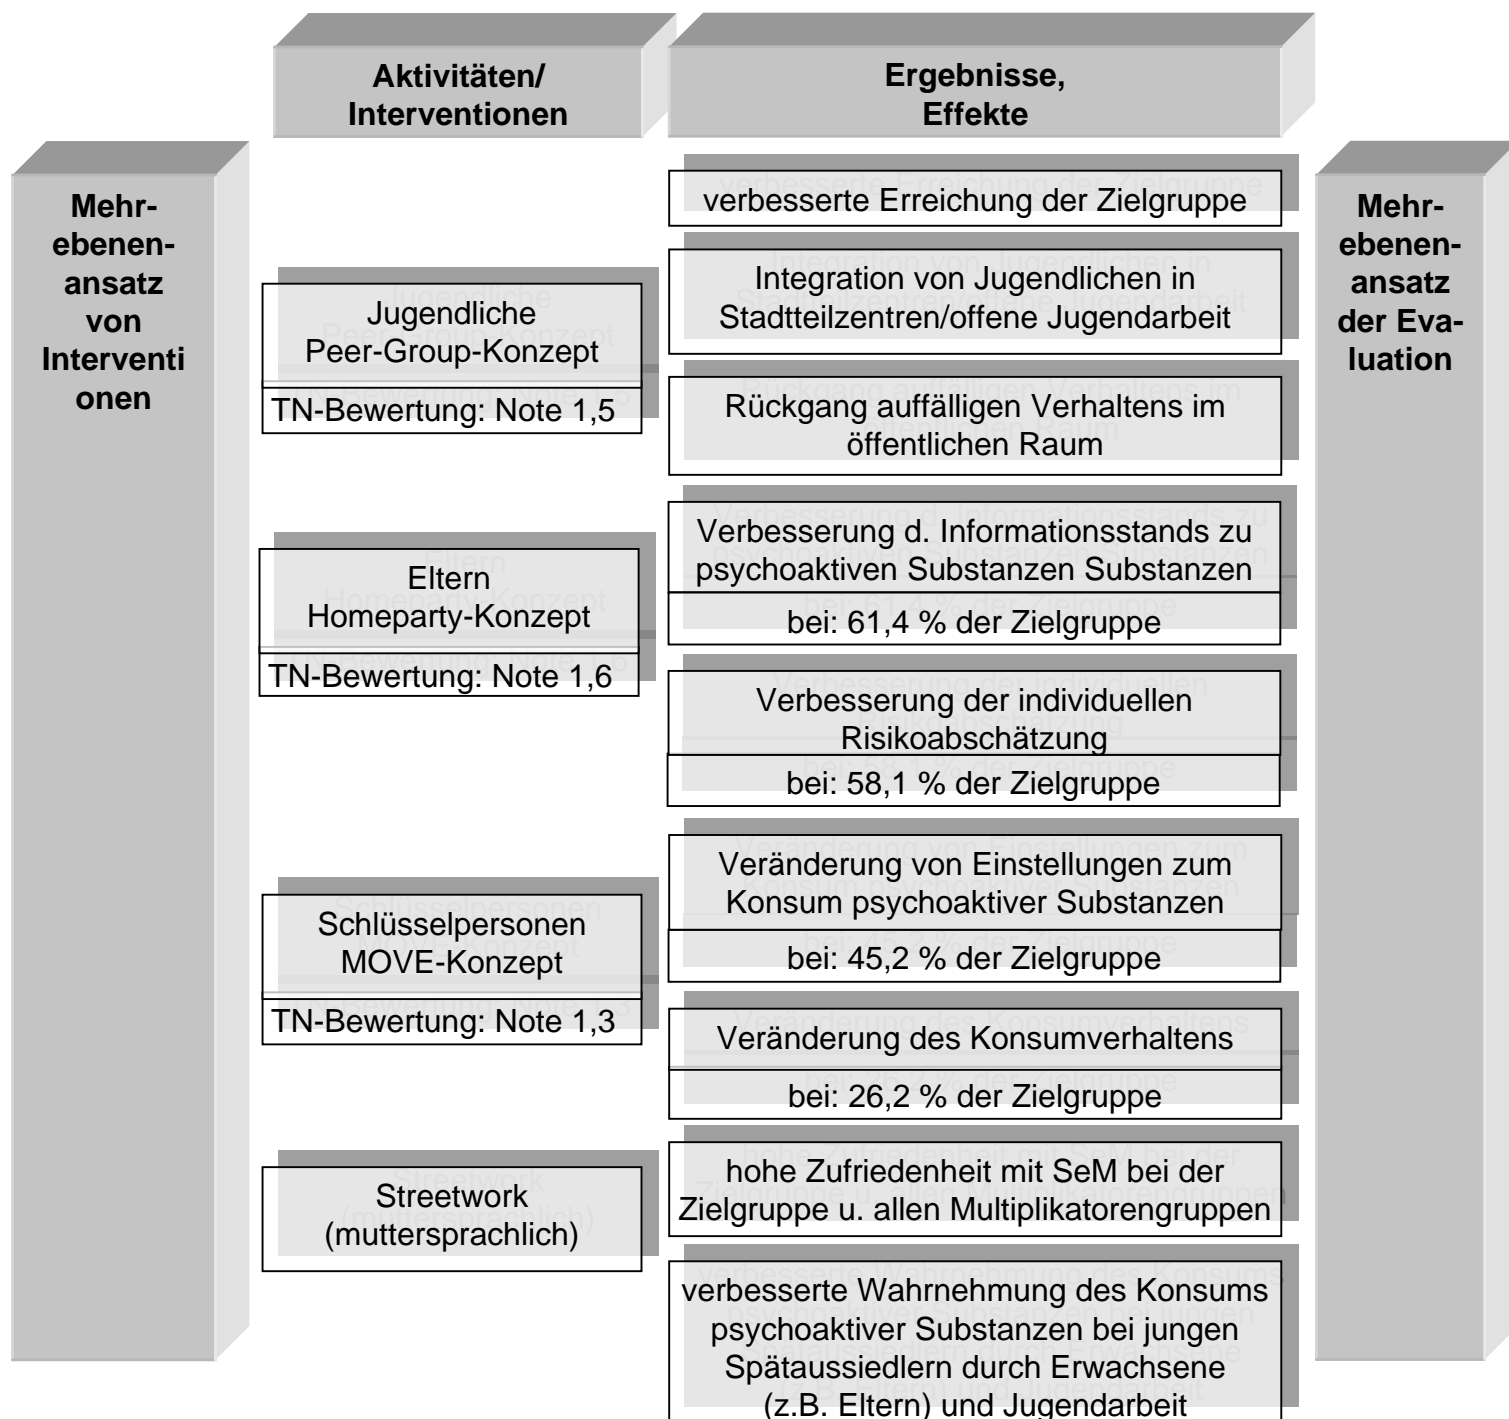 Aktivitäten/
Interventionen
Ergebnisse,
Effekte
Mehr-
ebenen-
ansatz
von
Interventi
onen
Jugendliche
Peer-Group-Konzept
TN-Bewertung: Note 1,5
Eltern
Homeparty-Konzept
TN-Bewertung: Note 1,6
Schlüsselpersonen
MOVE-Konzept
TN-Bewertung: Note 1,3
Streetwork
(muttersprachlich)
verbesserte Erreichung der Zielgruppe
Integration von Jugendlichen in
Stadtteilzentren/offene Jugendarbeit
Rückgang auffälligen Verhaltens im
öffentlichen Raum
Verbesserung d. Informationsstands zu
psychoaktiven Substanzen Substanzen
bei: 61,4 % der Zielgruppe
Verbesserung der individuellen
Risikoabschätzung
bei: 58,1 % der Zielgruppe
Veränderung von Einstellungen zum
Konsum psychoaktiver Substanzen
bei: 45,2 % der Zielgruppe
Veränderung des Konsumverhaltens
bei: 26,2 % der Zielgruppe
hohe Zufriedenheit mit SeM bei der
Zielgruppe u. allen Multiplikatorengruppen
verbesserte Wahrnehmung des Konsums
psychoaktiver Substanzen bei jungen
Spätaussiedlern durch Erwachsene
(z.B. Eltern) und Jugendarbeit
Mehr-
ebenen-
ansatz
der Eva-
luation